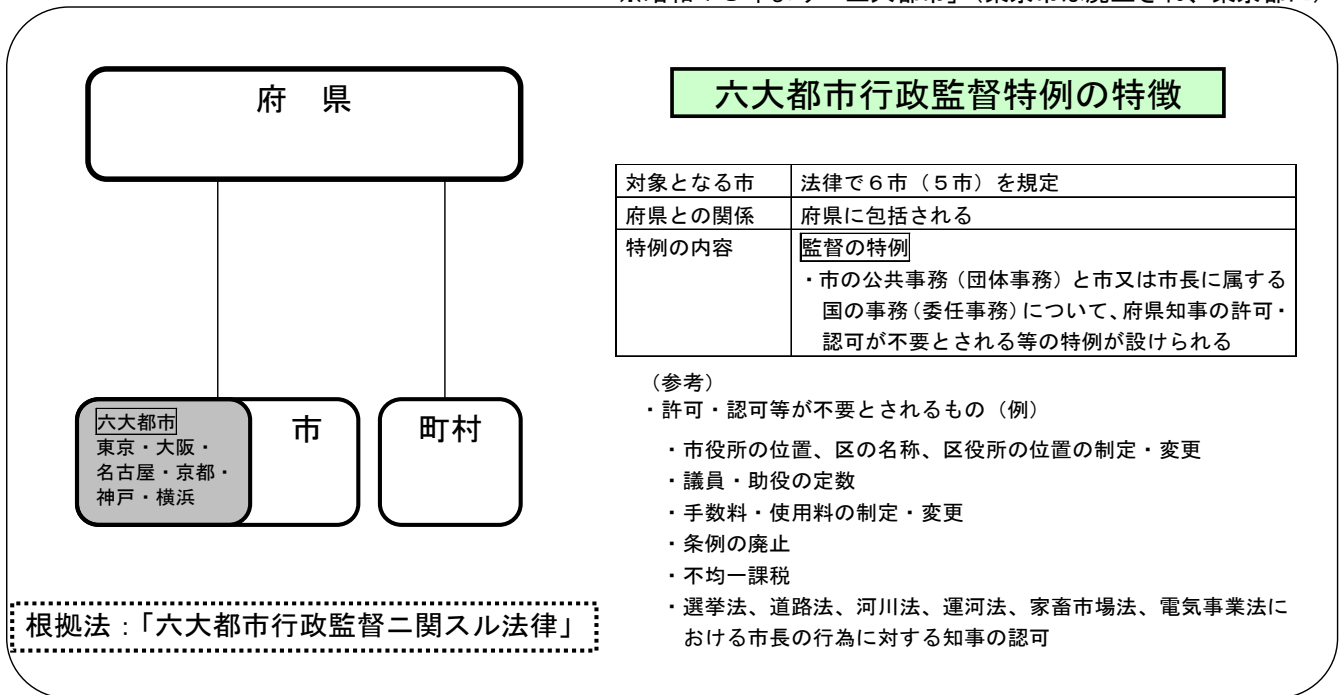 府　県
六大都市行政監督特例の特徴
対象となる市　法律で６市（５市）を規定
府県との関係　府県に包括される
特例の内容　監督の特例
・市の公共事務（団体事務）と市又は市長に属する
国の事務（委任事務）について、府県知事の許可・
認可が不要とされる等の特例が設けられる
（参考）
・許可・認可等が不要とされるもの（例）
・市役所の位置、区の名称、区役所の位置の制定・変更
・議員・助役の定数
・手数料・使用料の制定・変更
・条例の廃止
・不均一課税
・選挙法、道路法、河川法、運河法、家畜市場法、電気事業法に
おける市長の行為に対する知事の認可
六大都市
東京・大阪・
名古屋・京都・
神戸・横浜
市
町村
根拠法：「六大都市行政監督ニ関スル法律」